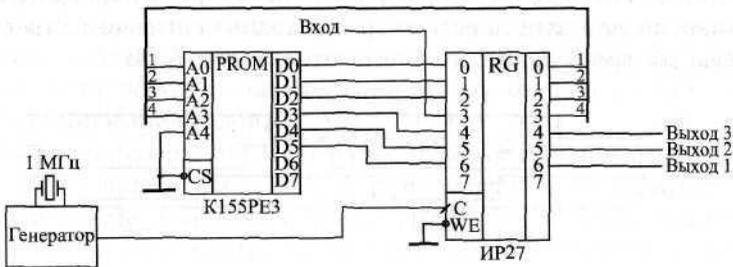 Вход
1
2
3
4
A0
A1
A2
A3
A4
CS
PROM
D0
D1
D2
D3
D4
D5
D6
D7
К155РЕ3
0
1
2
3
4
5
6
7
C
WE
RG
0
1
2
3
4
5
6
7
ИР27
1
2
3
4
Выход 3
Выход 2
Выход 1
1 МГц
Генератор